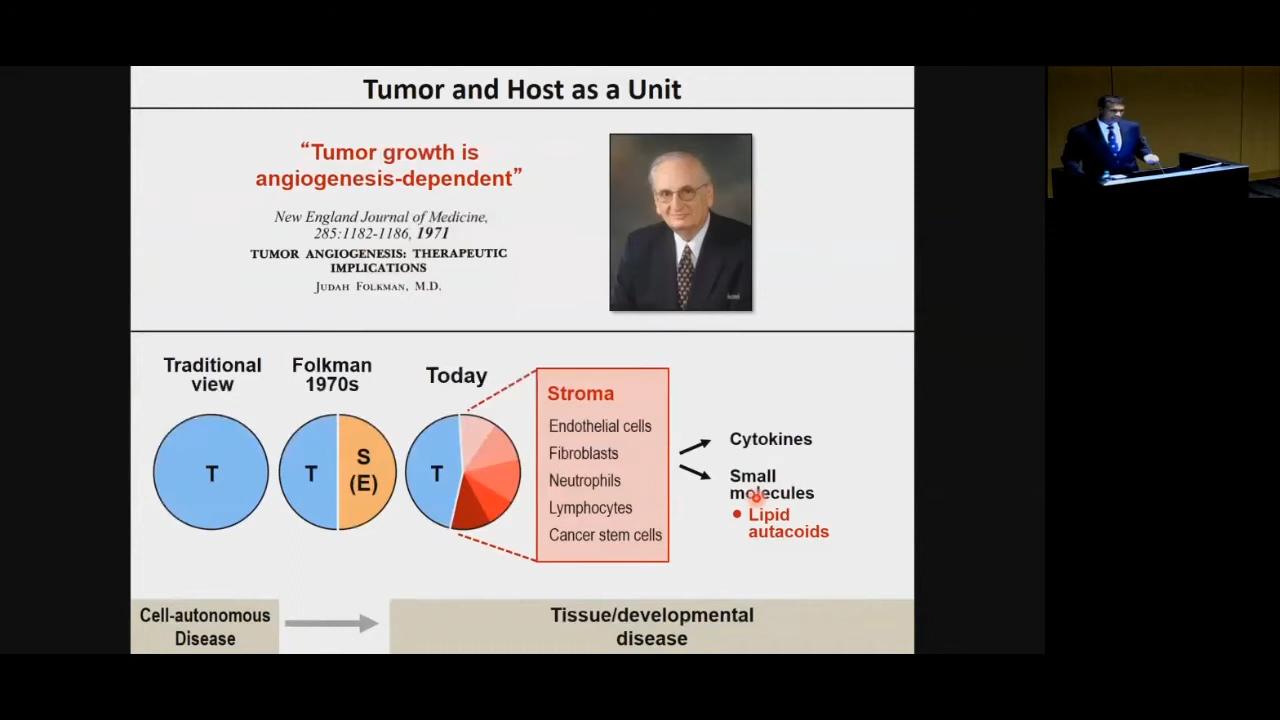 Tumor and Host as a Unit
“Tumor growth is
angiogenesis-dependent”
New England Journal of Medicine,
285:1182-1186, 1971
TUMOR ANGIOGENESIS: THERAPEUTIC
IMPLICATIONS
JUDAH FOLKMAN, M.D.
Traditional
view
Folkman
1970s
Today
T
T
S
(E)
T
Stroma
Endothelial cells
Fibroblasts
Neutrophils
Lymphocytes
Cancer stem cells
Cytokines
Small
molecules
• Lipid
autacoids
Cell-autonomous
Disease
Tissue/developmental
disease